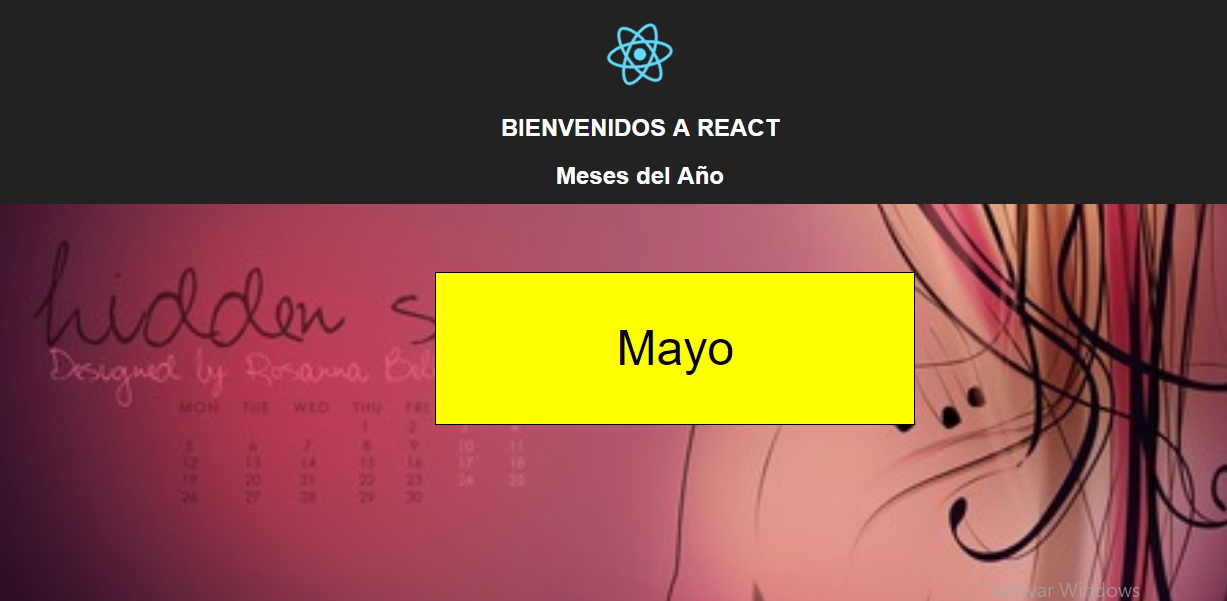 BIENVENIDOS A REACT
Meses del Año
hidden s
Mayo
Designed by Rosanna Bel
MON TUE WED THU FRI
1 2 3 4
5 6 7 8 9 10 11
12 13 14 15 16 17 18
19 20 21 22 23 24 25
26 27 28 29 30
Windows